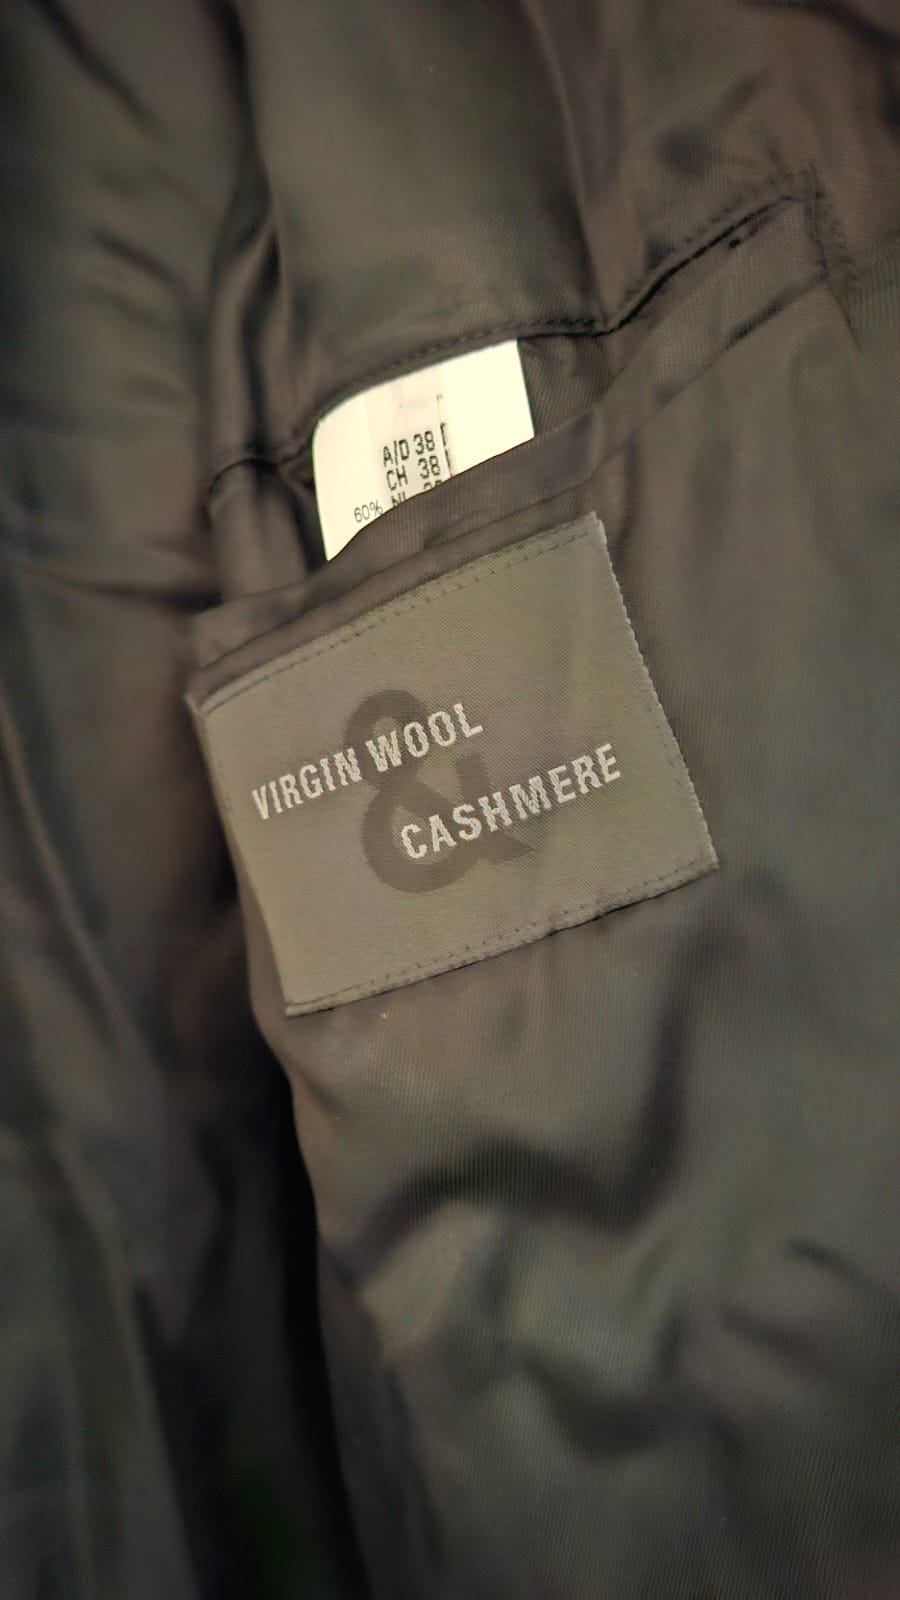 A/D 38
CH 38
60%
VIRGIN WOOL
&
CASHMERE